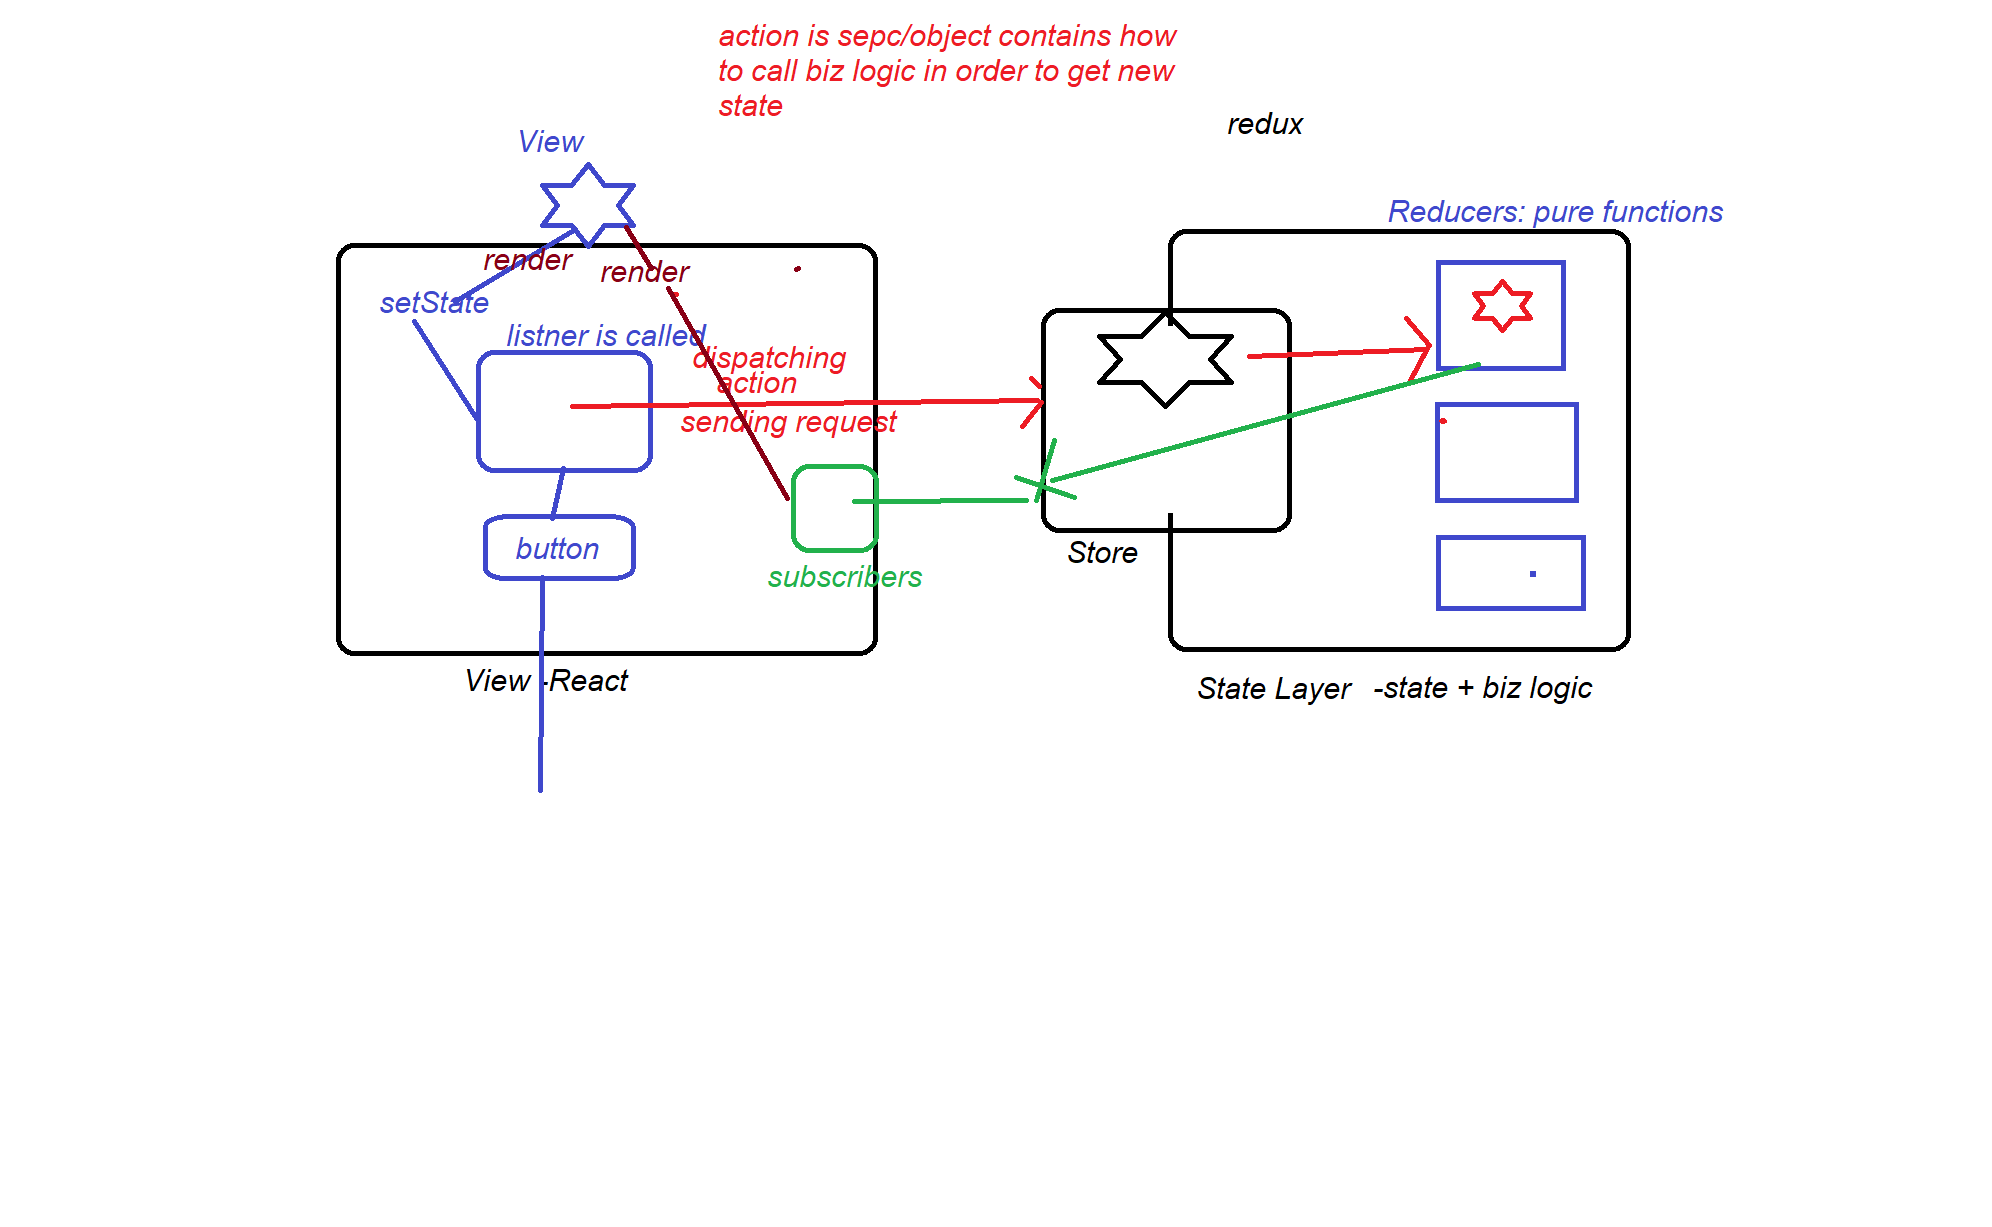 action is sepc/object contains how
to call biz logic in order to get new
state
redux
View
Reducers: pure functions
render
render
setState
listner is called
dispatching
action
sending request
button
Store
subscribers
View -React
State Layer -state + biz logic